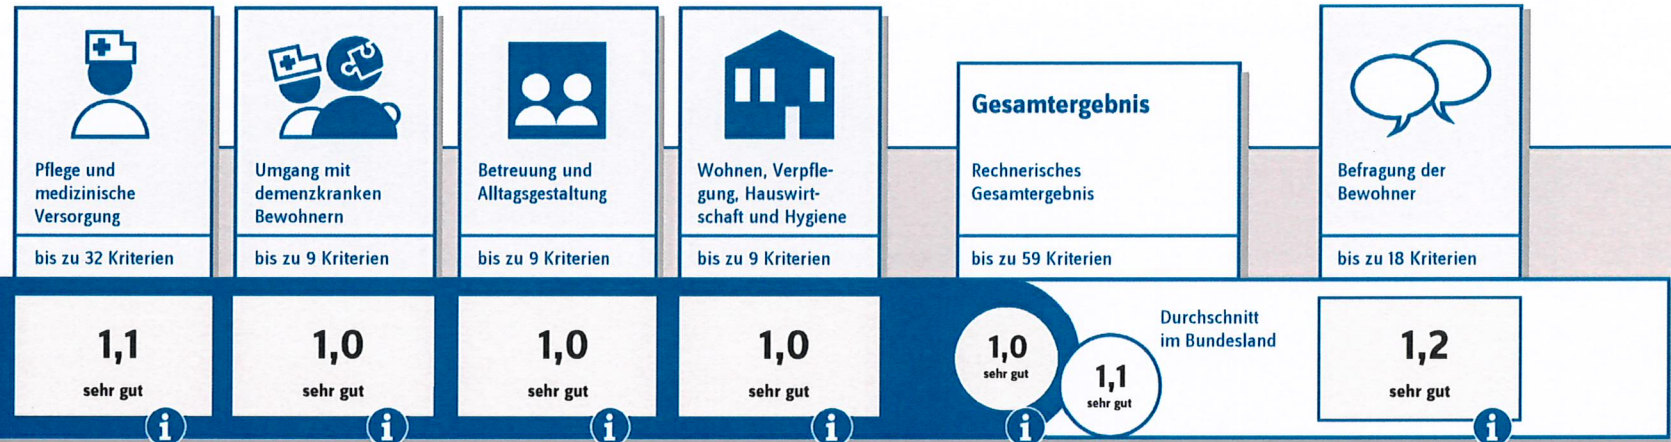 Pflege und
medizinische
Versorgung
bis zu 32 Kriterien
1,1
sehr gut
Umgang mit
demenzkranken
Bewohnern
bis zu 9 Kriterien
1,0
sehr gut
Betreuung und
Alltagsgestaltung
bis zu 9 Kriterien
1,0
sehr gut
Wohnen, Verpfle-
gung, Hauswirt-
schaft und Hygiene
bis zu 9 Kriterien
1,0
sehr gut
Gesamtergebnis
Rechnerisches
Gesamtergebnis
bis zu 59 Kriterien
1,0
sehr gut
Durchschnitt
im Bundesland
1,1
sehr gut
Befragung der
Bewohner
bis zu 18 Kriterien
1,2
sehr gut